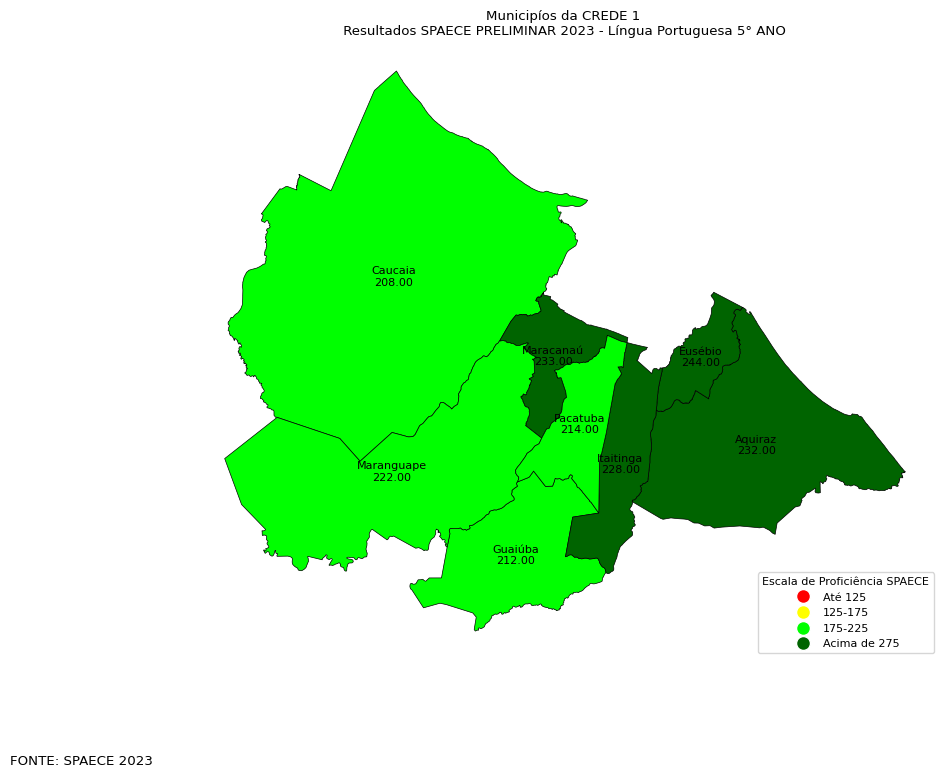 Municipíos da CREDE 1
Resultados SPAECE PRELIMINAR 2023 - Língua Portuguesa 5° ANO
Caucaia
208.00
Maracanaú
233.00
Eusébio
244.00
Pacatuba
214.00
Aquiraz
232.00
Itaitinga
228.00
Maranguape
222.00
Guaiúba
212.00
Escala de Proficiência SPAECE
Até 125
125-175
175-225
Acima de 275
FONTE: SPAECE 2023